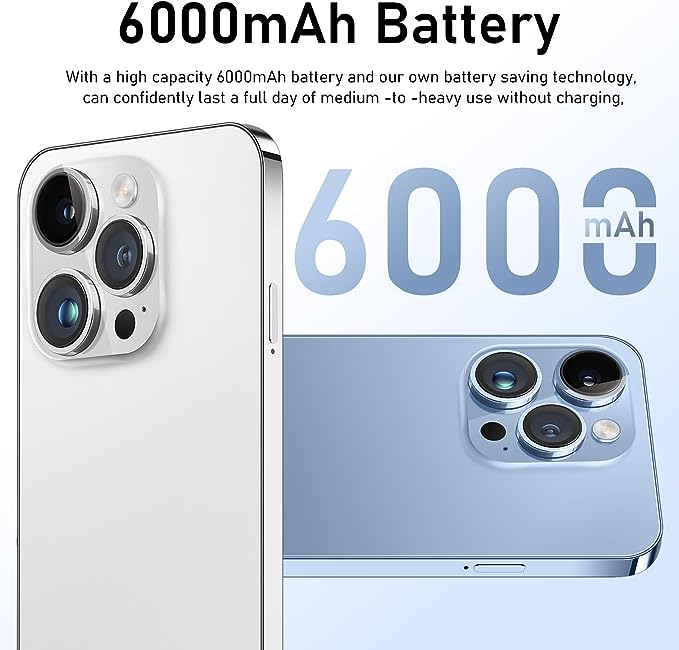 6000mAh Battery
With a high capacity 6000mAh battery and our own battery saving technology,
can confidently last a full day of medium -to -heavy use without charging,
6000
mAh